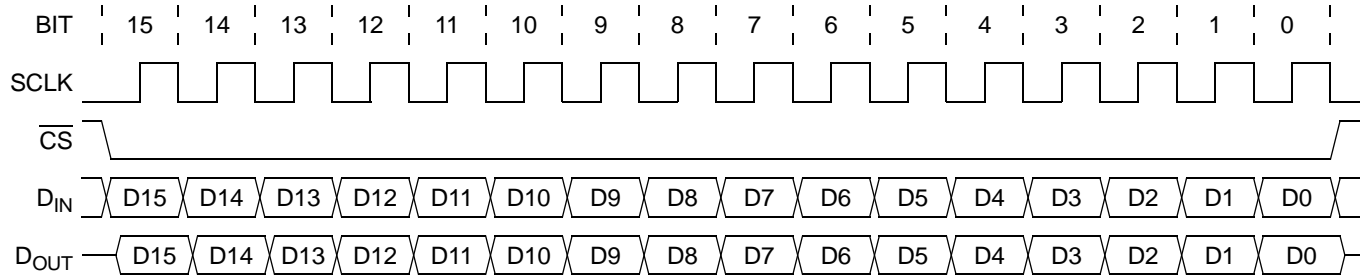 BIT 15 14 13 12 11 10 9 8 7 6 5 4 3 2 1 0
SCLK
CS
DIN D15 D14 D13 D12 D11 D10 D9 D8 D7 D6 D5 D4 D3 D2 D1 D0
DOUT D15 D14 D13 D12 D11 D10 D9 D8 D7 D6 D5 D4 D3 D2 D1 D0